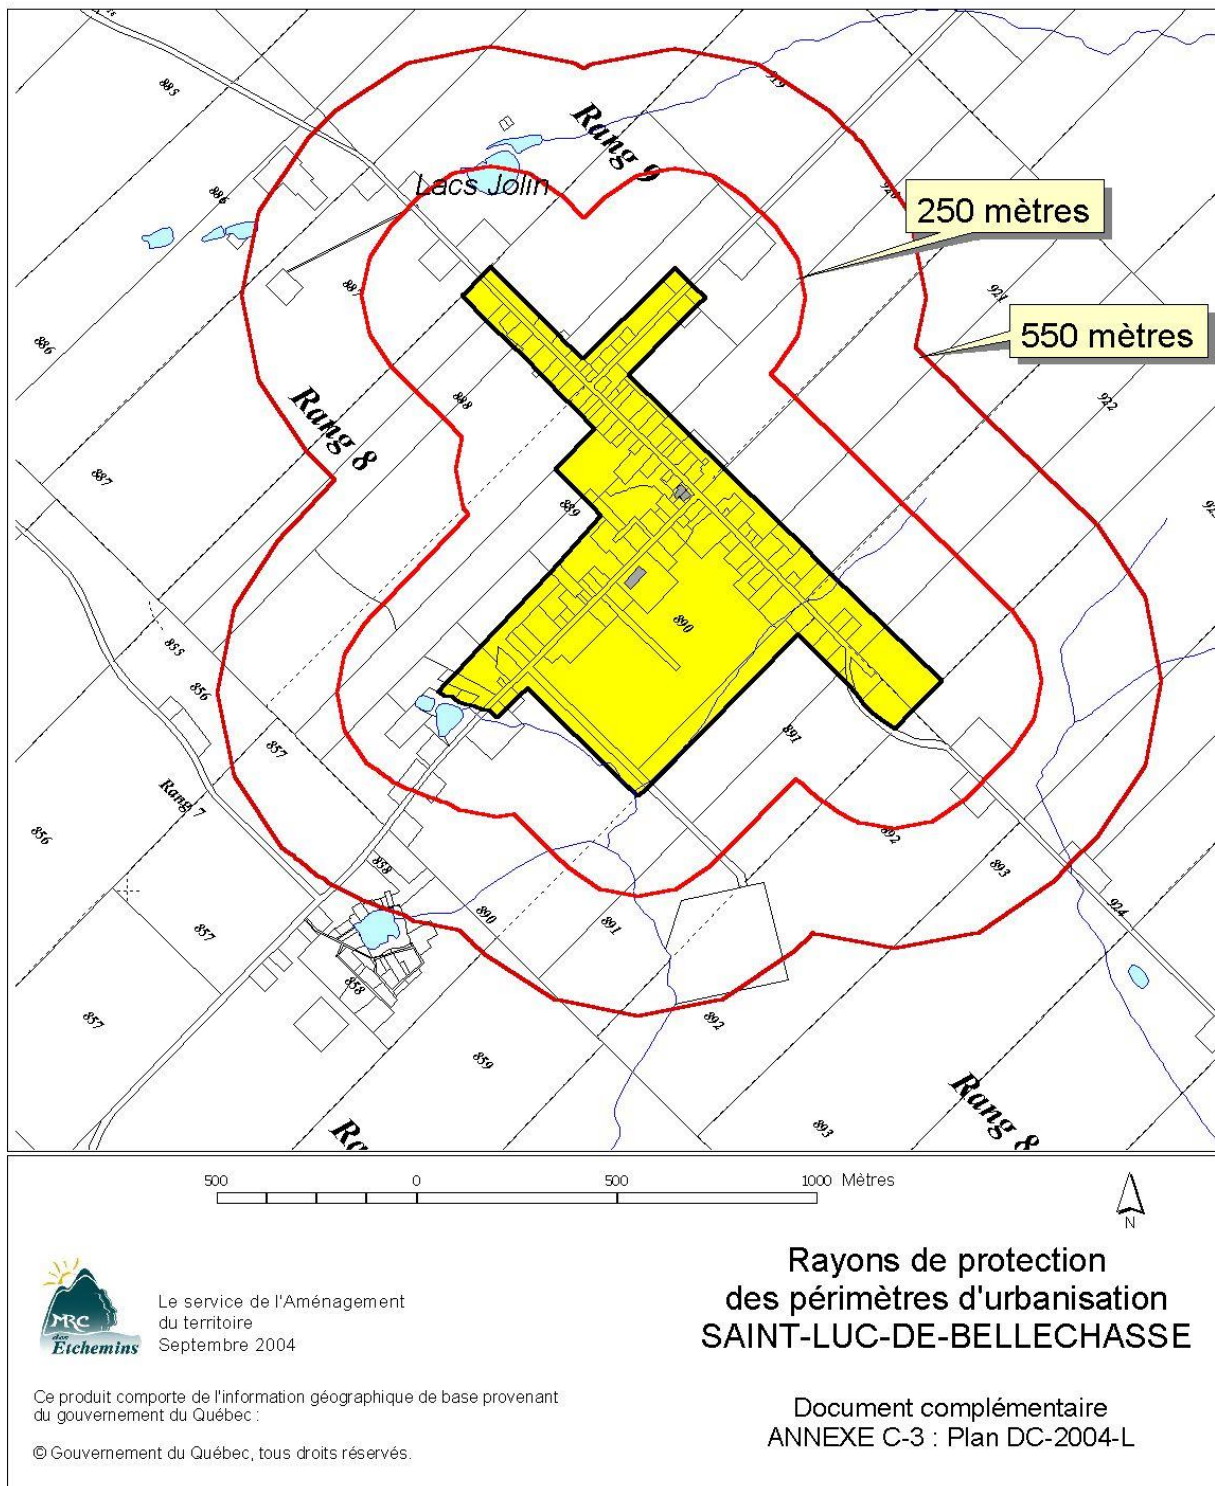 885
919
Rang 9
Lacs Jolin
886
920
250 mètres
887
921
550 mètres
886
888
922
Rang 8
887
889
890
855
856
857
891
Rang 7
856
858
892
893
924
857
890
891
858
857
892
859
893
Rang 8
500
0
500
1000 Mètres
N
Rayons de protection
des périmètres d'urbanisation
SAINT-LUC-DE-BELLECHASSE
MRC
des
Etchemins
Le service de l'Aménagement
du territoire
Septembre 2004
Ce produit comporte de l'information géographique de base provenant
du gouvernement du Québec :
© Gouvernement du Québec, tous droits réservés.
Document complémentaire
ANNEXE C-3 : Plan DC-2004-L